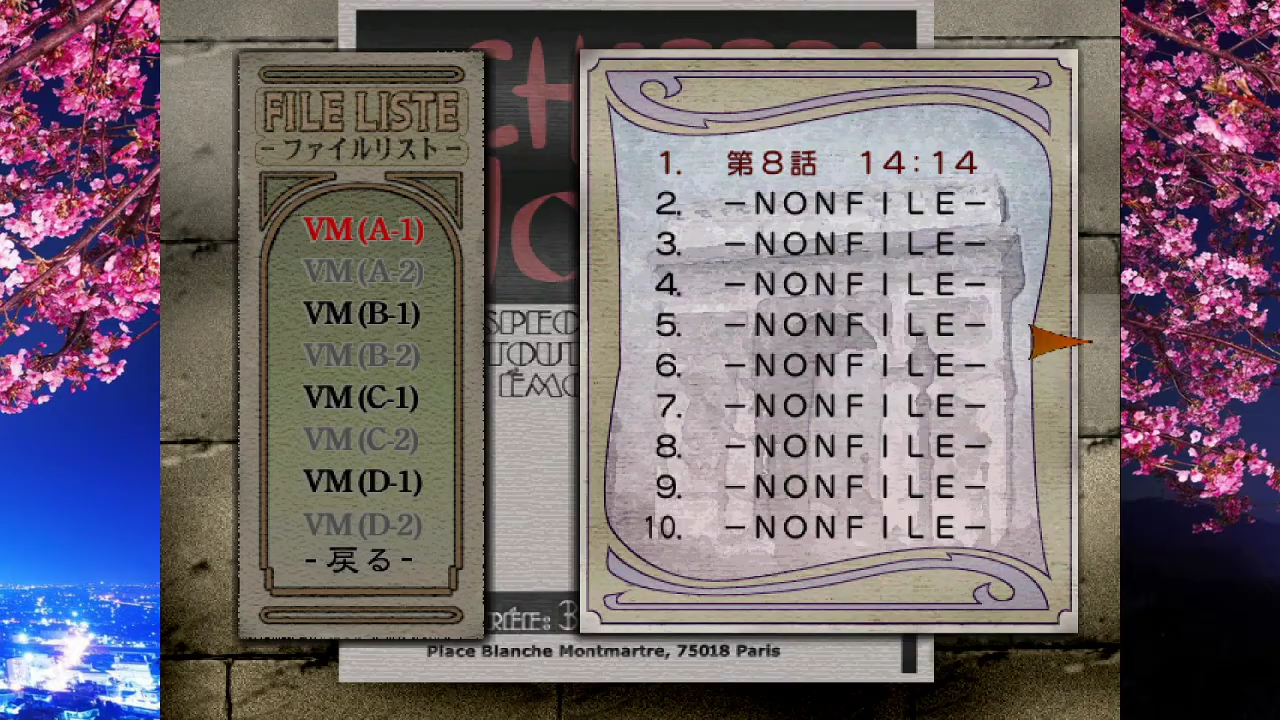 FILE LISTE
-ファイルリスト-
VM(A-1)
VM(A-2)
VM(B-1)
VM(B-2)
VM(C-1)
VM(C-2)
VM(D-1)
VM(D-2)
-戻る-
1. 第8話 14:14
2. -NONFILE-
3. -NONFILE-
4. -NONFILE-
5. -NONFILE-
6. -NONFILE-
7. -NONFILE-
8. -NONFILE-
9. -NONFILE-
10. -NONFILE-
Place Blanche Montmartre, 75018 Paris